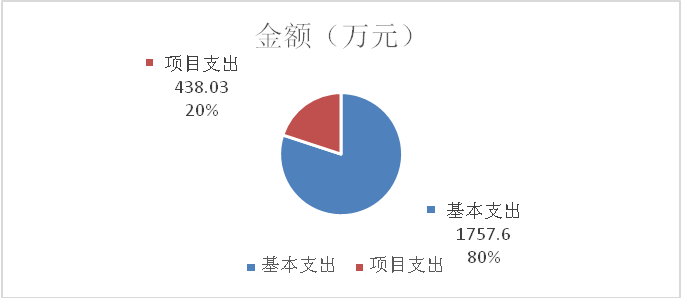 金额（万元）
项目支出
438.03
20%
基本支出
1757.6
80%
基本支出 项目支出